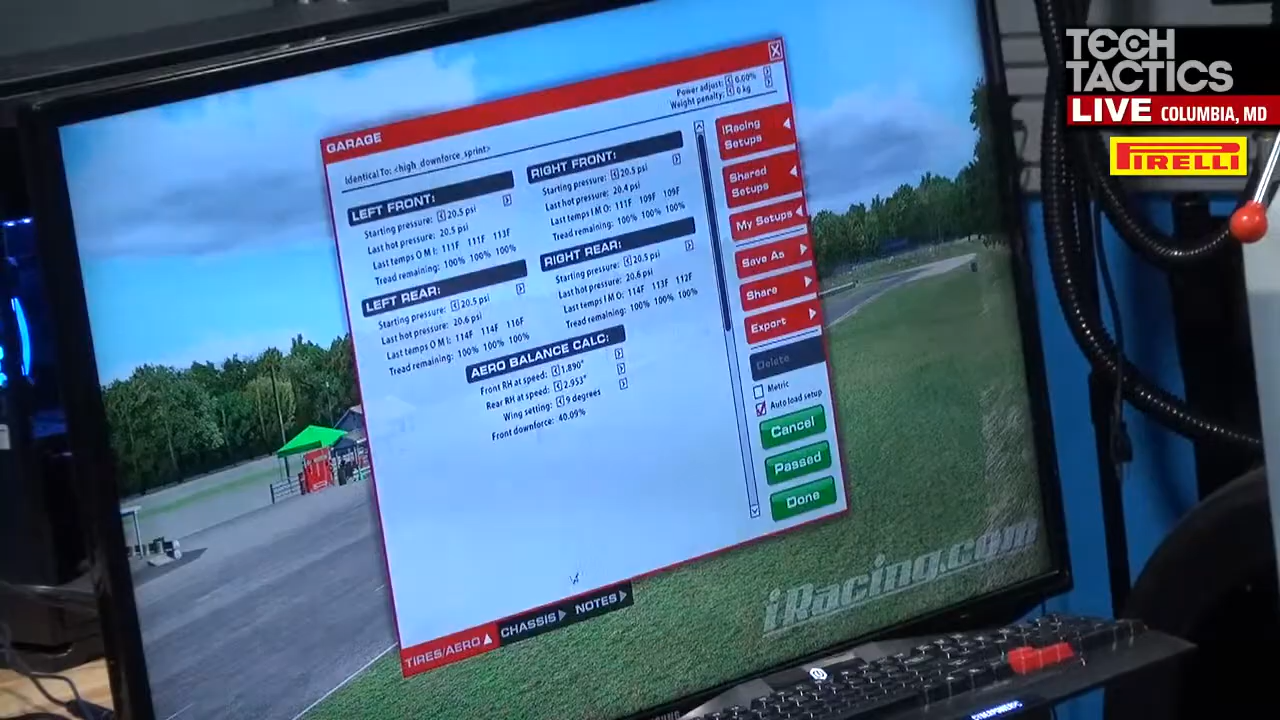 TECH
TACTICS
LIVE COLUMBIA, MD
PIRELLI
GARAGE
Power adjust: 0.00%
Weight penalty: 0 kg
Identical To: <high_downforce_sprint>
LEFT FRONT:
Starting pressure: 20.5 psi
Last hot pressure: 20.5 psi
Last temps O M I: 111F 111F 113F
Tread remaining: 100% 100% 100%
RIGHT FRONT:
Starting pressure: 20.5 psi
Last hot pressure: 20.4 psi
Last temps I M O: 111F 109F 109F
Tread remaining: 100% 100% 100%
LEFT REAR:
Starting pressure: 20.5 psi
Last hot pressure: 20.6 psi
Last temps O M I: 114F 114F 116F
Tread remaining: 100% 100% 100%
RIGHT REAR:
Starting pressure: 20.5 psi
Last hot pressure: 20.6 psi
Last temps I M O: 114F 113F 112F
Tread remaining: 100% 100% 100%
AERO BALANCE CALC:
Front RH at speed: 1.890"
Rear RH at speed: 2.953"
Wing setting: 9 degrees
Front downforce: 40.09%
iRacing
Setups
Shared
Setups
My Setups
Save As
Share
Export
Delete
Metric
Auto load setup
Cancel
Passed
Done
TIRES/AERO
CHASSIS
NOTES
iRacing.com